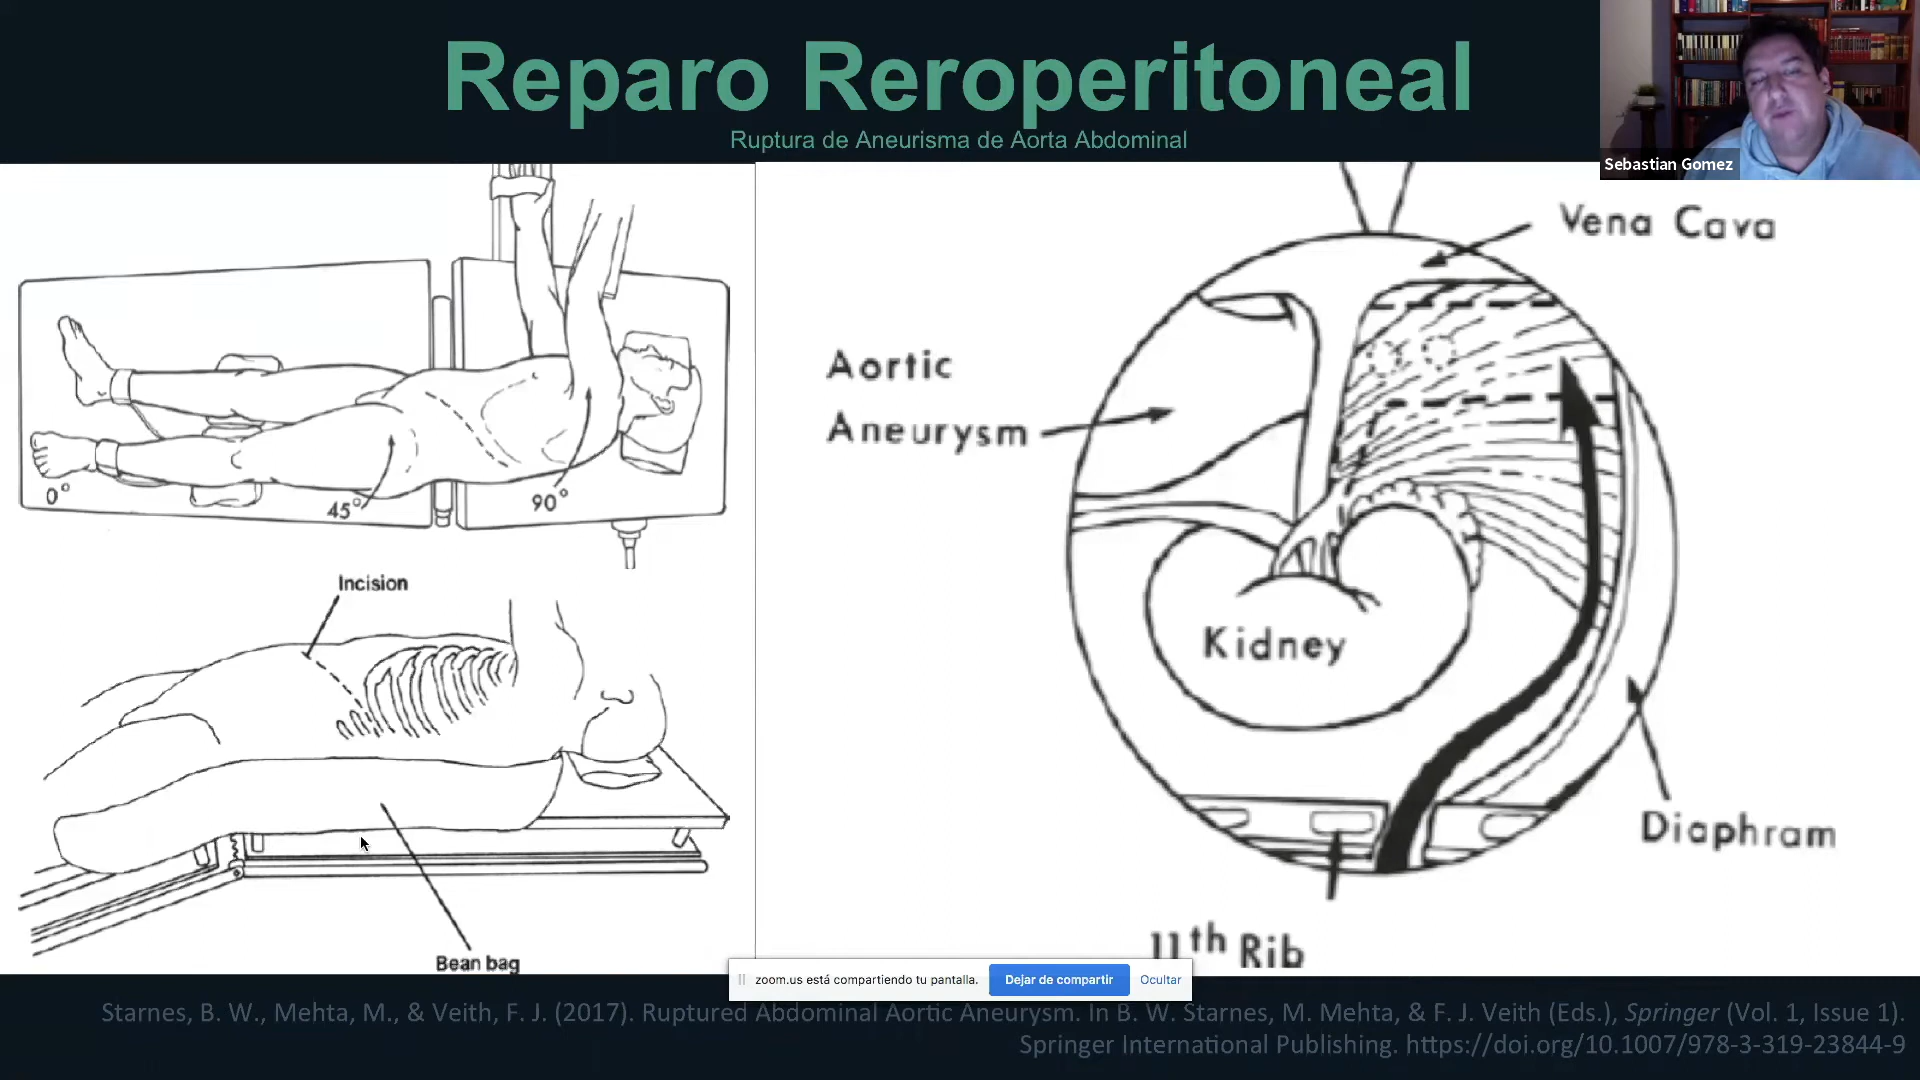 Reparo Reroperitoneal
Ruptura de Aneurisma de Aorta Abdominal
Sebastian Gomez
0°
45°
90°
Incision
Bean bag
Vena Cava
Aortic
Aneurysm
Kidney
Diaphram
11th Rib
zoom.us está compartiendo tu pantalla.
Dejar de compartir
Ocultar
Starnes, B. W., Mehta, M., & Veith, F. J. (2017). Ruptured Abdominal Aortic Aneurysm. In B. W. Starnes, M. Mehta, & F. J. Veith (Eds.), Springer (Vol. 1, Issue 1).
Springer International Publishing. https://doi.org/10.1007/978-3-319-23844-9